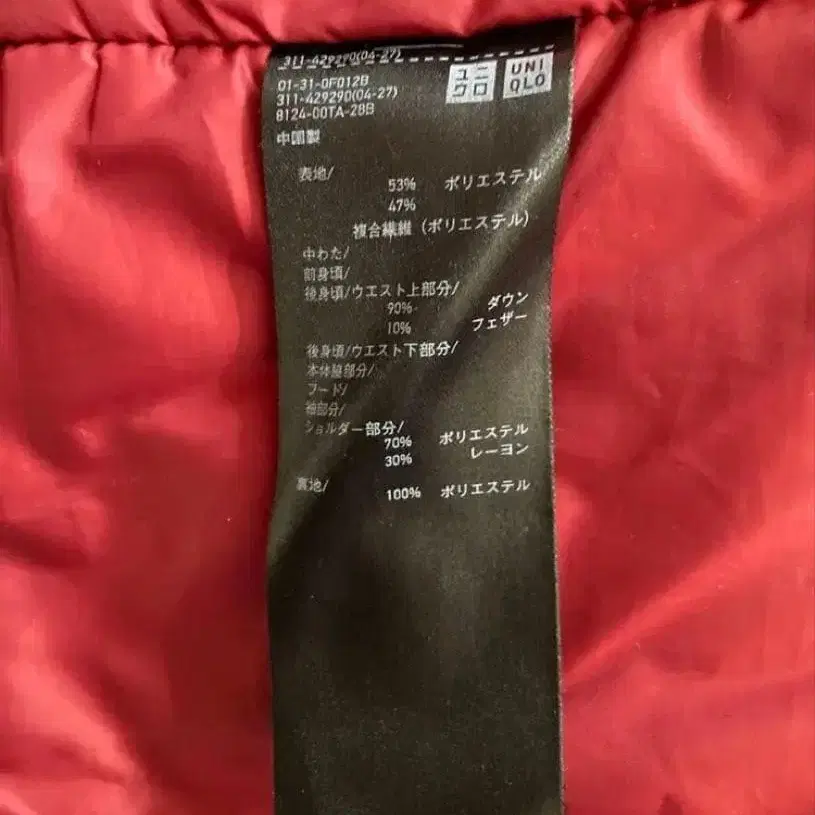 311-429290(04-27)
ユニクロ
UNIQLO
01-31-0F012B
311-429290(04-27)
8124-00TA-28B
中国製
表地/
53% ポリエステル
47%
複合繊維(ポリエステル)
中わた/
前身頃/
後身頃/ウエスト上部分/
90% ダウン
10% フェザー
後身頃/ウエスト下部分/
本体脇部分/
フード/
袖部分/
ショルダー部分/
70% ポリエステル
30% レーヨン
裏地/
100% ポリエステル